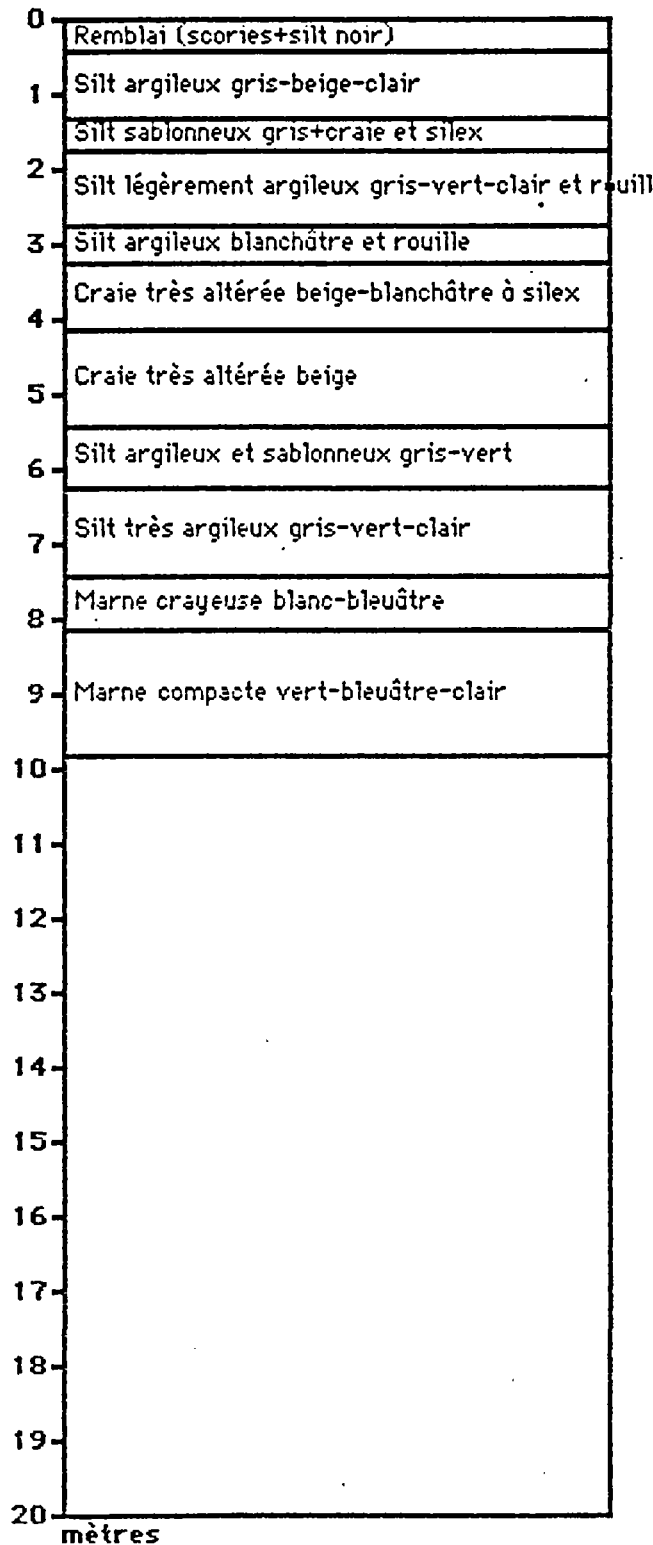 0
Remblai (scories+silt noir)
Silt argileux gris-beige-clair
1
Silt sablonneux gris+craie et silex
2
Silt légèrement argileux gris-vert-clair et rouill
3
Silt argileux blanchâtre et rouille
Craie très altérée beige-blanchâtre à silex
4
Craie très altérée beige
5
Silt argileux et sablonneux gris-vert
6
Silt très argileux gris-vert-clair
7
Marne crayeuse blanc-bleuâtre
8
9
Marne compacte vert-bleuâtre-clair
10
11
12
13
14
15
16
17
18
19
20
mètres